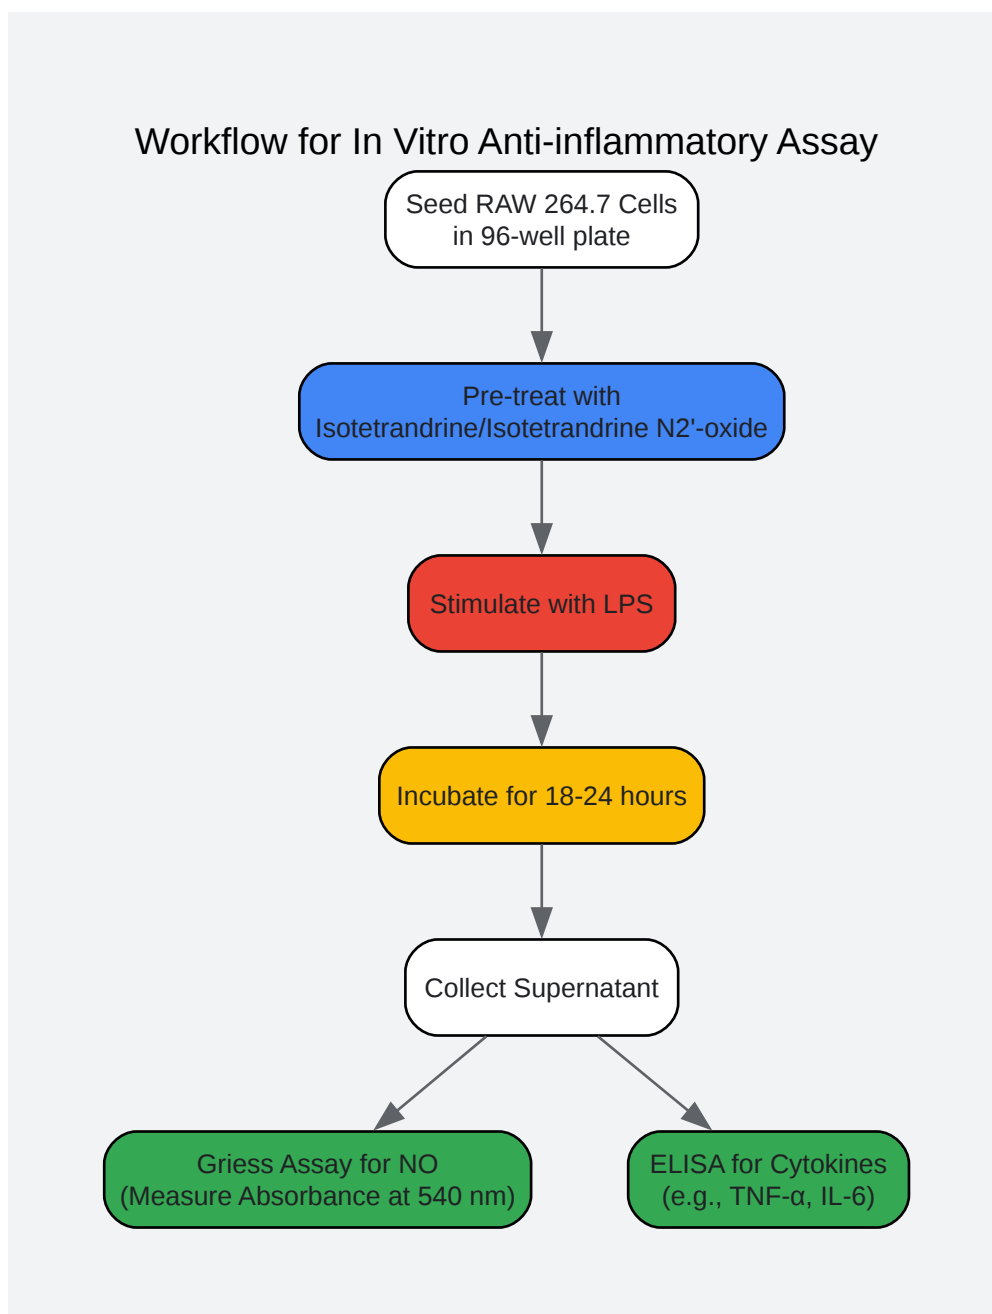 Workflow for In Vitro Anti-inflammatory Assay
Seed RAW 264.7 Cells
in 96-well plate
Pre-treat with
Isotetrandrine/Isotetrandrine N2'-oxide
Stimulate with LPS
Incubate for 18-24 hours
Collect Supernatant
Griess Assay for NO
(Measure Absorbance at 540 nm)
ELISA for Cytokines
(e.g., TNF-α, IL-6)